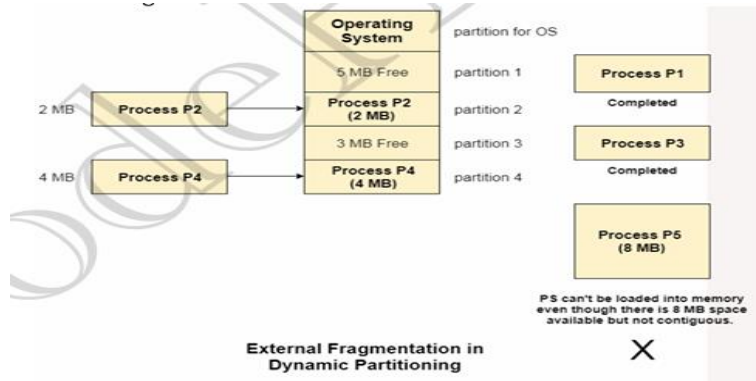 Operating
System
partition for OS
5 MB Free
partition 1
Process P1
Completed
2 MB
Process P2
Process P2
(2 MB)
partition 2
3 MB Free
partition 3
Process P3
Completed
4 MB
Process P4
Process P4
(4 MB)
partition 4
Process P5
(8 MB)
PS can't be loaded into memory
even though there is 8 MB space
available but not contiguous.
External Fragmentation in
Dynamic Partitioning
X